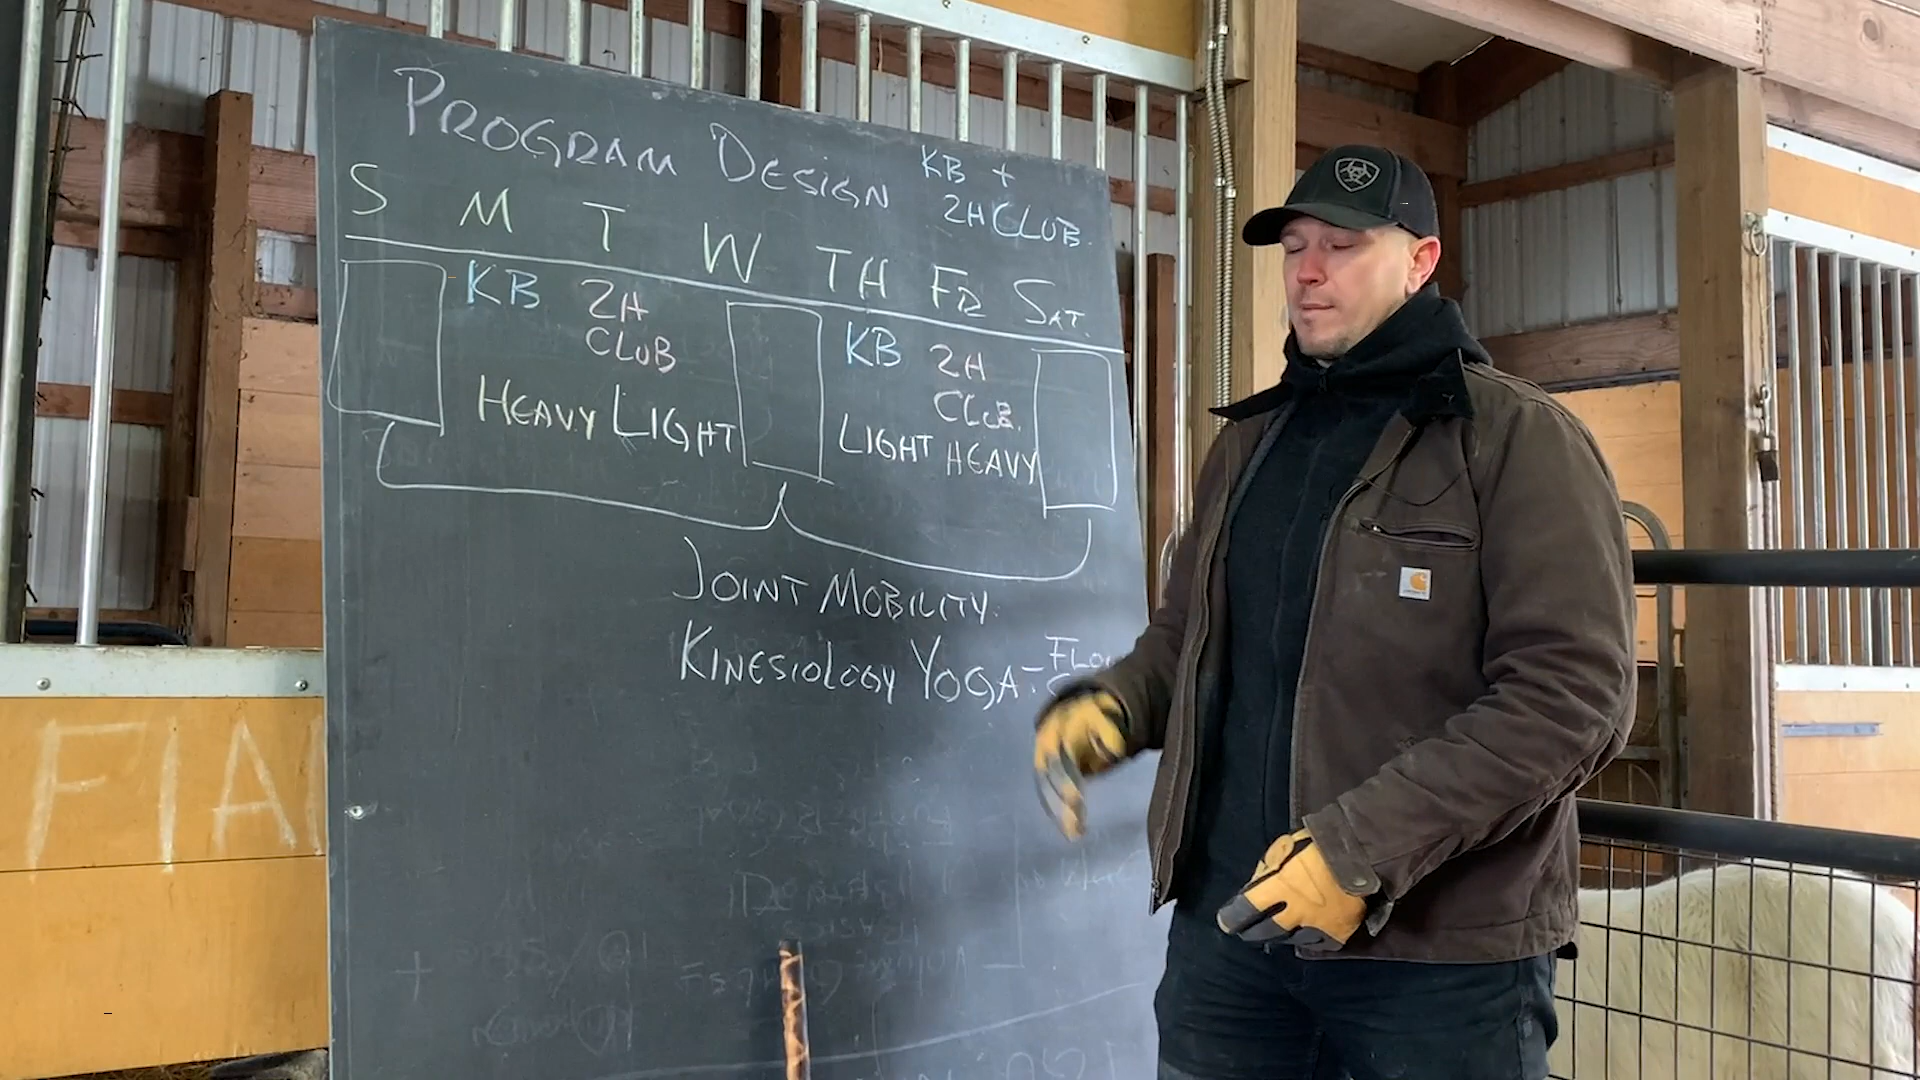 PROGRAM DESIGN KB +
2H CLUB.
S M T W TH FR SAT.
KB 2H CLUB KB 2H CLUB.
HEAVY LIGHT LIGHT HEAVY
JOINT MOBILITY.
KINESIOLOGY YOGA-
FIA